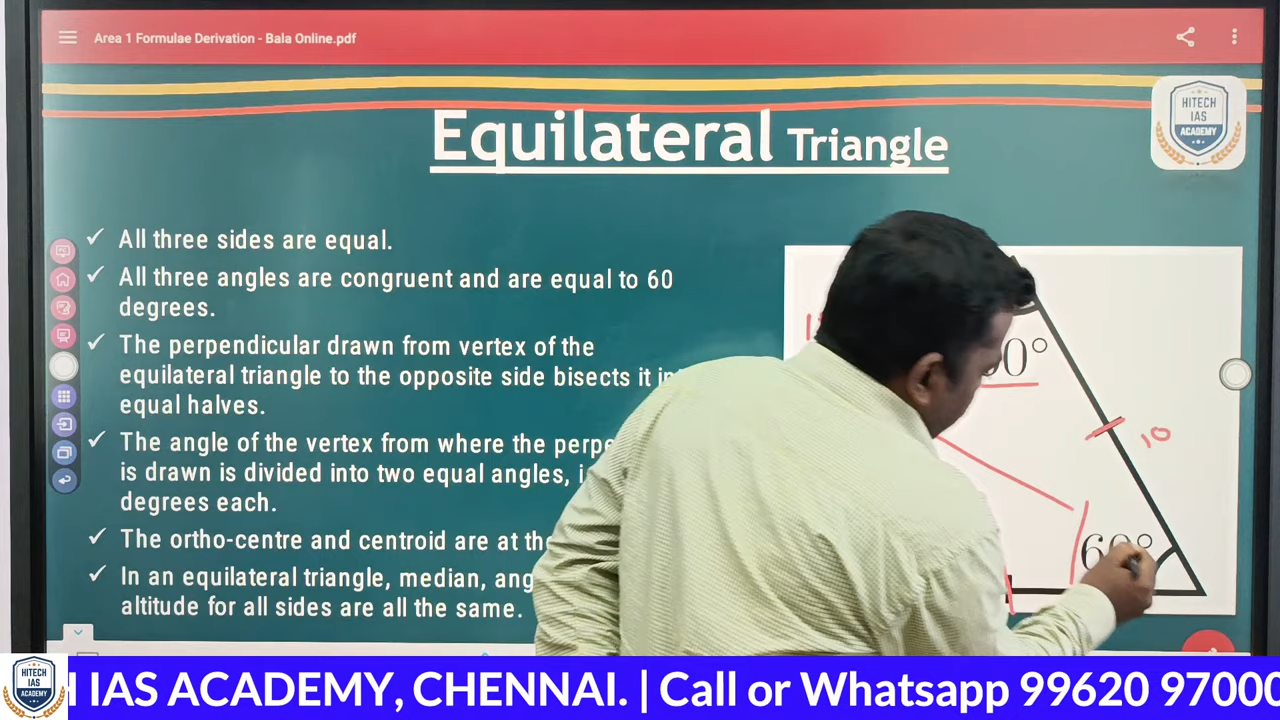 Area 1 Formulae Derivation - Bala Online.pdf
HITECH
IAS
ACADEMY
Equilateral Triangle
✓ All three sides are equal.
✓ All three angles are congruent and are equal to 60
degrees.
✓ The perpendicular drawn from vertex of the
equilateral triangle to the opposite side bisects it
equal halves.
✓ The angle of the vertex from where the
is drawn is divided into two equal angles,
degrees each.
✓ The ortho-centre and centroid are at
✓ In an equilateral triangle, median,
altitude for all sides are all the same.
10
60°
HITECH
IAS
ACADEMY
IAS ACADEMY, CHENNAI. | Call or Whatsapp 99620 97000